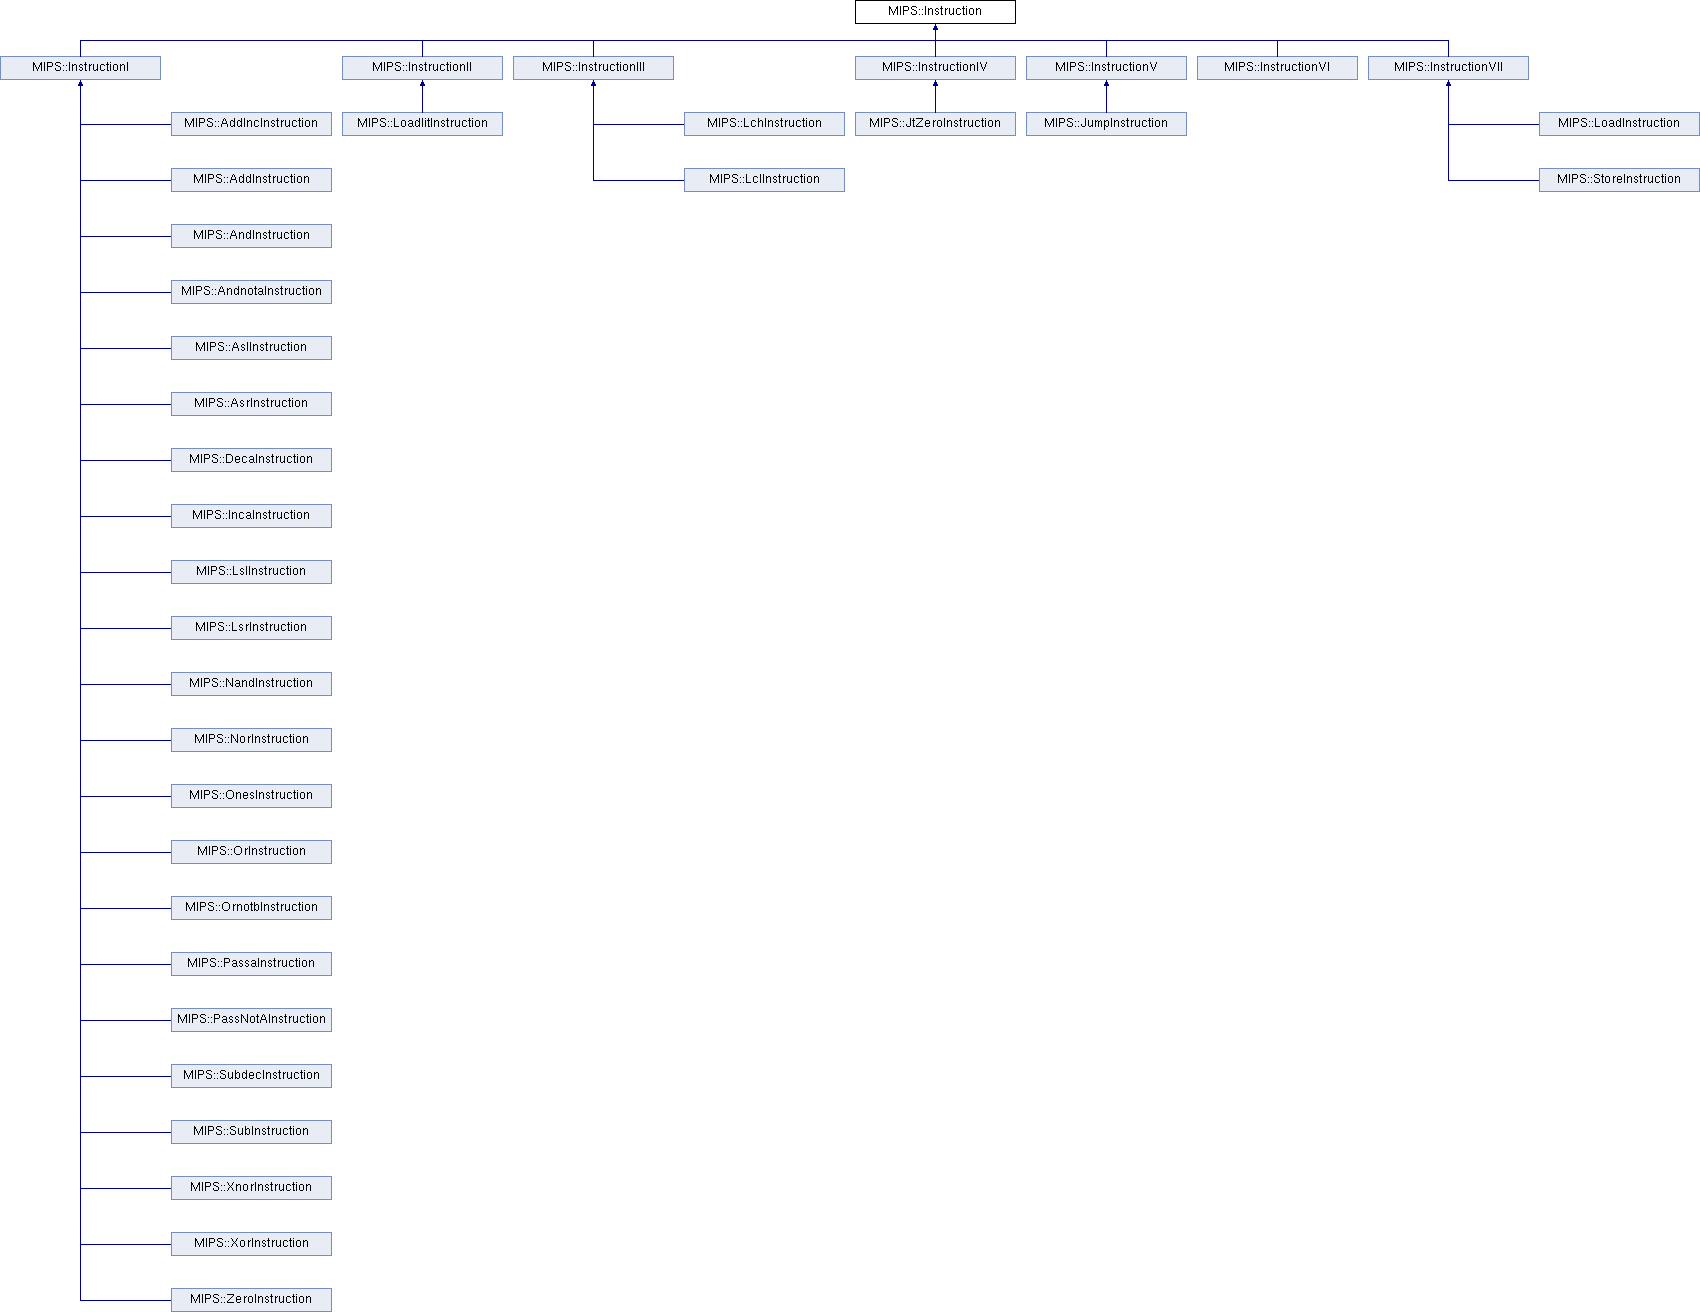 MIPS::Instruction
MIPS::InstructionI
MIPS::InstructionII
MIPS::InstructionIII
MIPS::InstructionIV
MIPS::InstructionV
MIPS::InstructionVI
MIPS::InstructionVII
MIPS::AddIncInstruction
MIPS::LoadlitInstruction
MIPS::LchInstruction
MIPS::JtZeroInstruction
MIPS::JumpInstruction
MIPS::LoadInstruction
MIPS::AddInstruction
MIPS::LclInstruction
MIPS::StoreInstruction
MIPS::AndInstruction
MIPS::AndnotaInstruction
MIPS::AslInstruction
MIPS::AsrInstruction
MIPS::DecaInstruction
MIPS::IncaInstruction
MIPS::LslInstruction
MIPS::LsrInstruction
MIPS::NandInstruction
MIPS::NorInstruction
MIPS::OnesInstruction
MIPS::OrInstruction
MIPS::OrnotbInstruction
MIPS::PassaInstruction
MIPS::PassNotAInstruction
MIPS::SubdecInstruction
MIPS::SubInstruction
MIPS::XnorInstruction
MIPS::XorInstruction
MIPS::ZeroInstruction